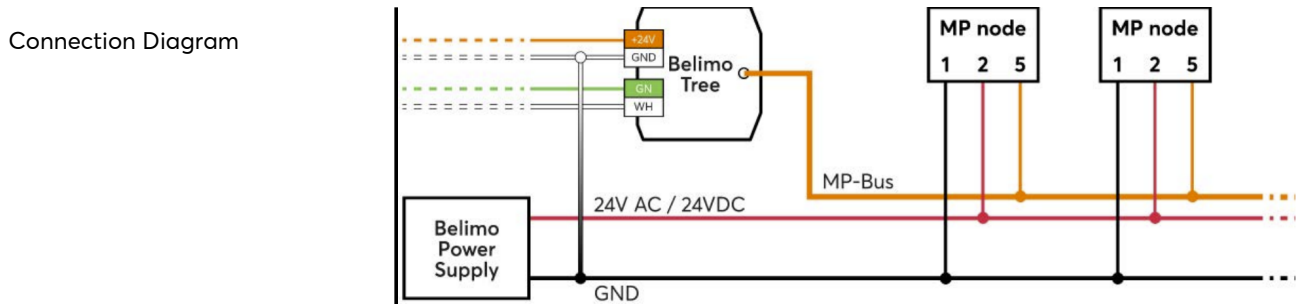 Connection Diagram
+24V
GND
GN
WH
Belimo
Tree
MP node
1 2 5
MP node
1 2 5
MP-Bus
24V AC / 24VDC
Belimo
Power
Supply
GND